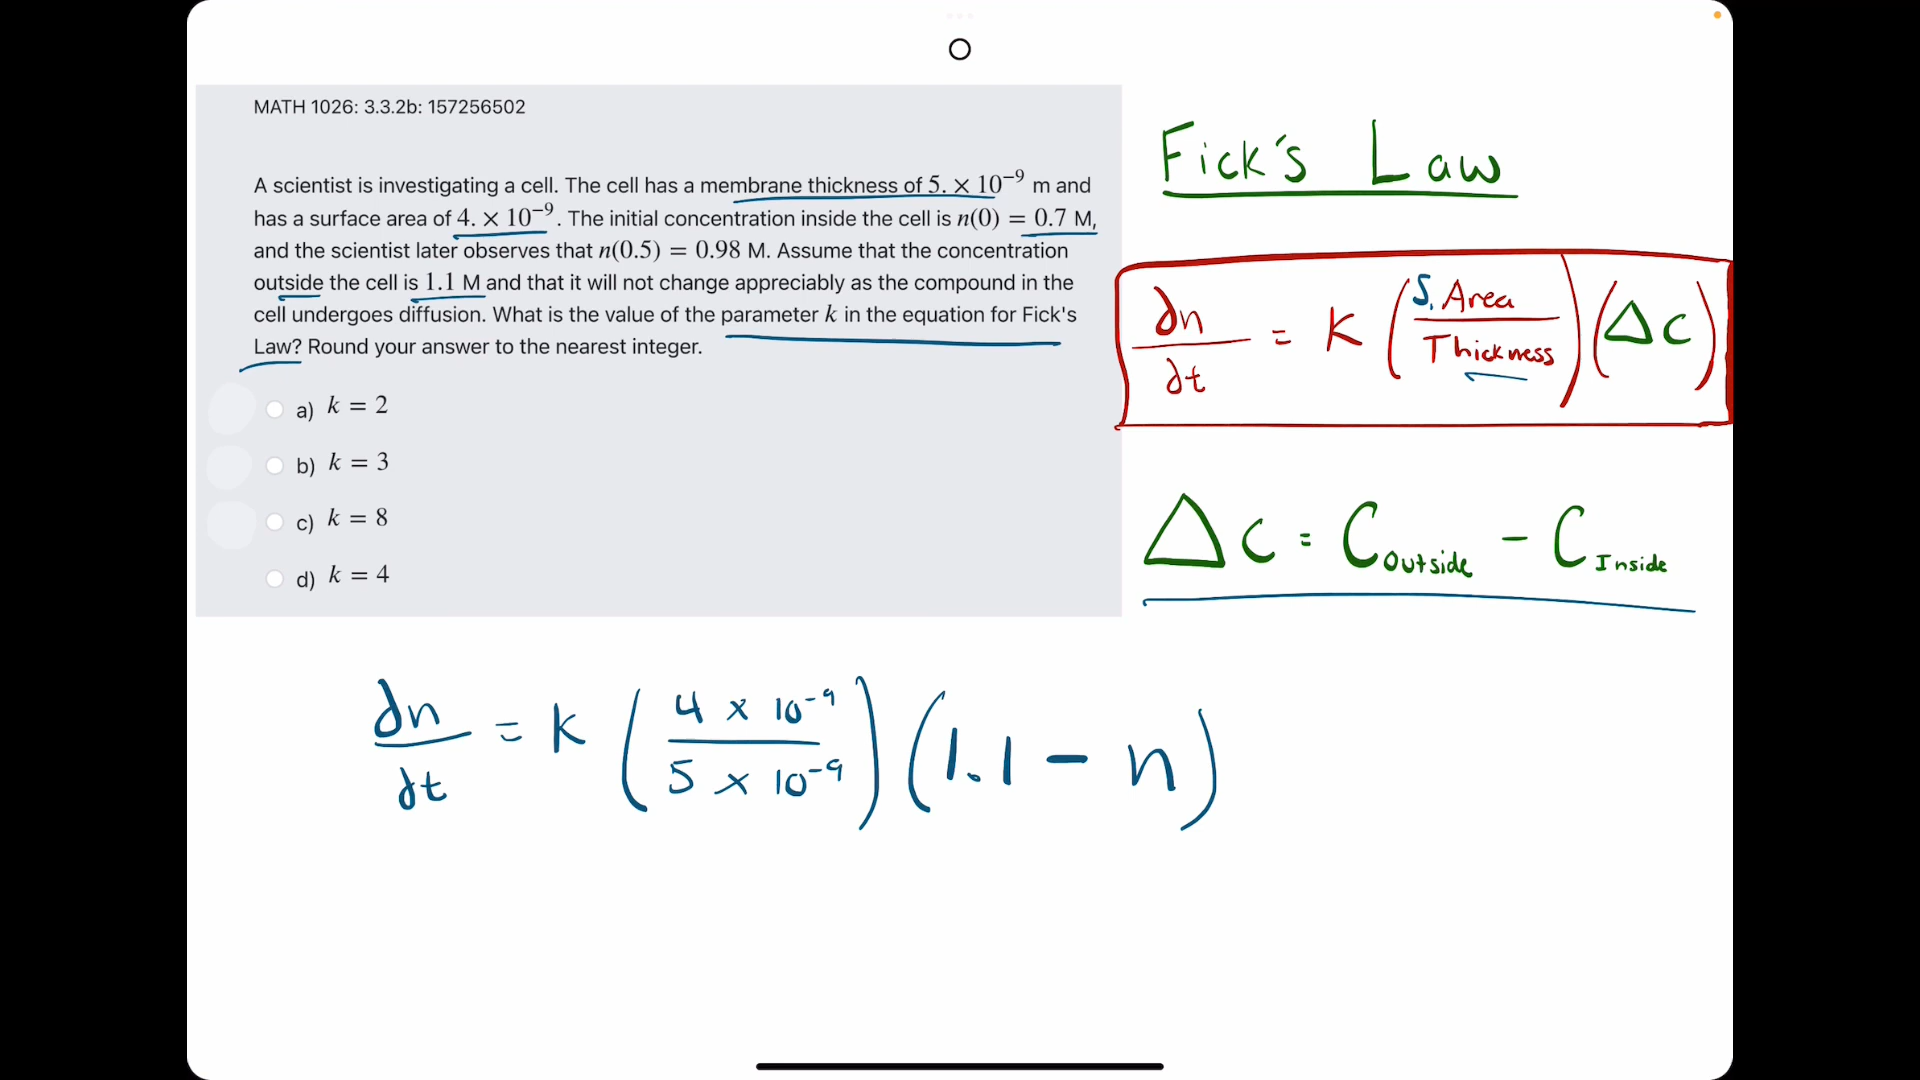 MATH 1026: 3.3.2b: 157256502
A scientist is investigating a cell. The cell has a membrane thickness of 5. × 10⁻⁹ m and
has a surface area of 4. × 10⁻⁹. The initial concentration inside the cell is n(0) = 0.7 M,
and the scientist later observes that n(0.5) = 0.98 M. Assume that the concentration
outside the cell is 1.1 M and that it will not change appreciably as the compound in the
cell undergoes diffusion. What is the value of the parameter k in the equation for Fick's
Law? Round your answer to the nearest integer.
a) k = 2
b) k = 3
c) k = 8
d) k = 4
Fick's Law
∂n/∂t = K (S. Area / Thickness) (Δc)
Δc = C Outside − C Inside
∂n/∂t = k (4 × 10⁻⁹ / 5 × 10⁻⁹) (1.1 − n)